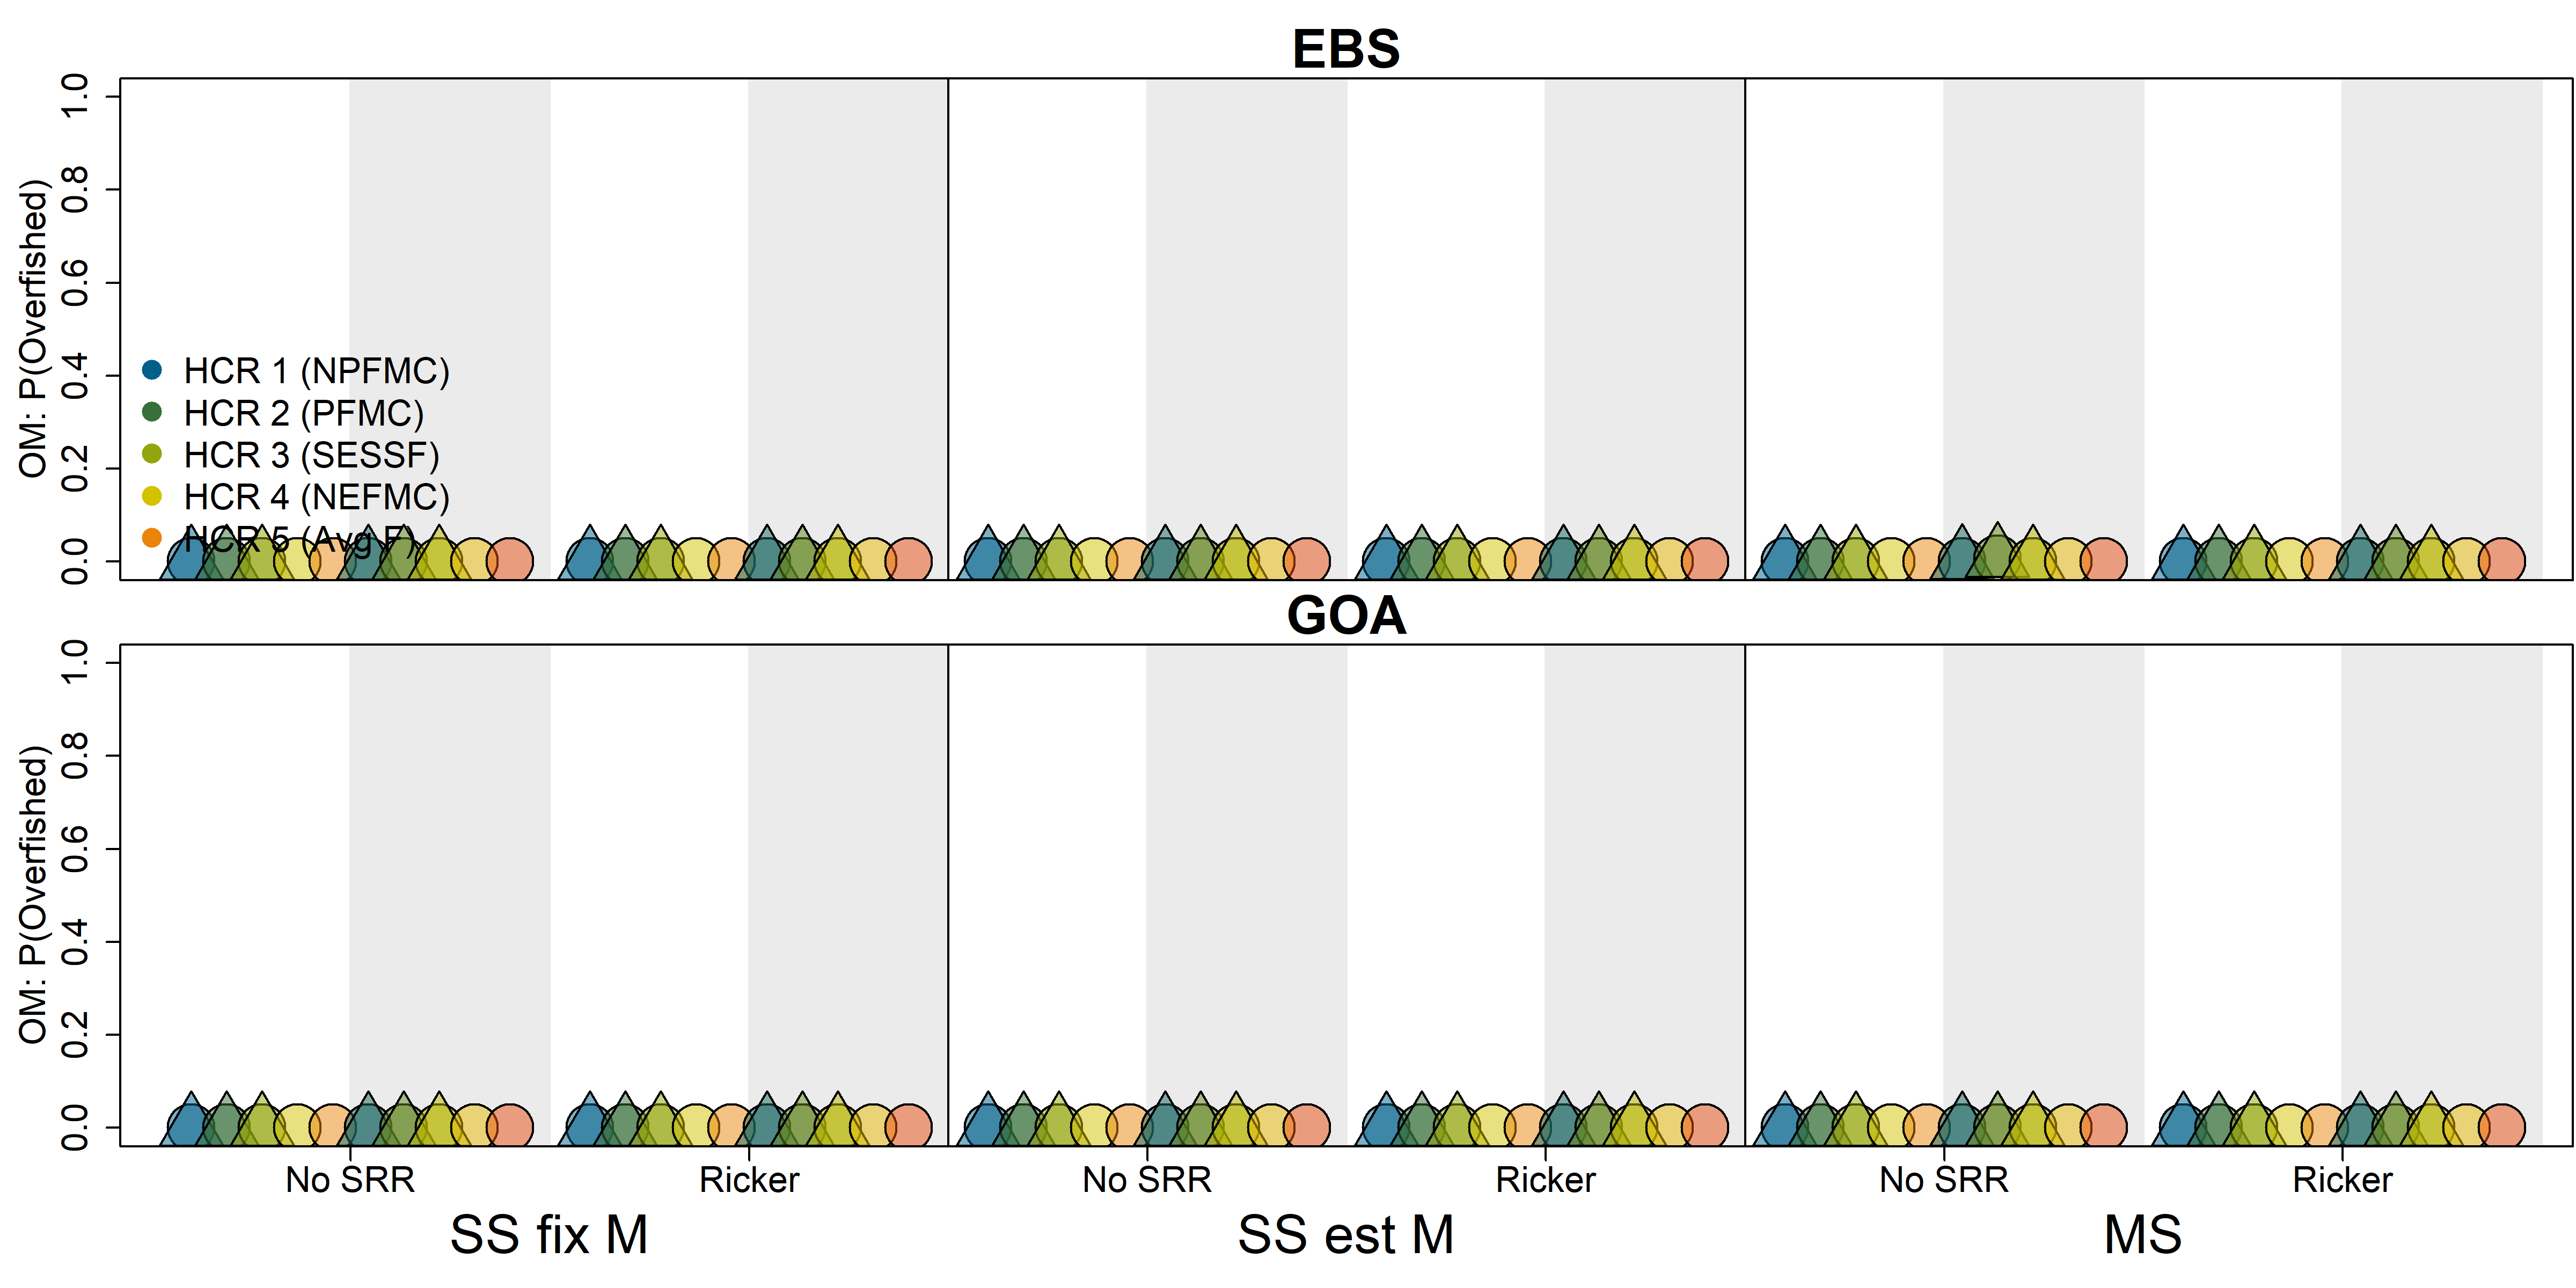 EBS
OM: P(Overfished)
1.0
0.8
0.6
0.4
0.2
0.0
HCR 1 (NPFMC)
HCR 2 (PFMC)
HCR 3 (SESSF)
HCR 4 (NEFMC)
HCR 5 (Avg F)
GOA
OM: P(Overfished)
1.0
0.8
0.6
0.4
0.2
0.0
No SRR Ricker No SRR Ricker No SRR Ricker
SS fix M SS est M MS